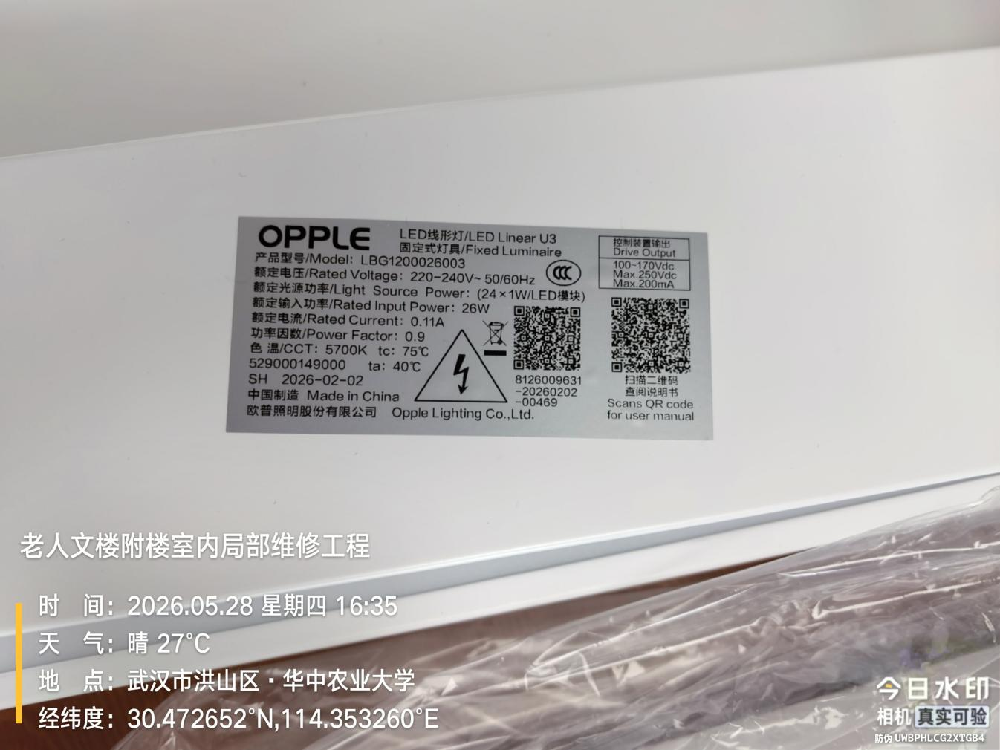 OPPLE
LED线形灯/LED Linear U3
固定式灯具/Fixed Luminaire
产品型号/Model: LBG1200026003
额定电压/Rated Voltage: 220-240V~ 50/60Hz
额定光源功率/Light Source Power: (24×1W/LED模块)
额定输入功率/Rated Input Power: 26W
额定电流/Rated Current: 0.11A
功率因数/Power Factor: 0.9
色 温/CCT: 5700K tc: 75℃
529000149000 ta: 40℃
SH 2026-02-02
中国制造 Made in China
欧普照明股份有限公司 Opple Lighting Co.,Ltd.
CCC
8126009631
-20260202
-00469
控制装置输出
Drive Output
100~170Vdc
Max.250Vdc
Max.200mA
扫描二维码
查阅说明书
Scans QR code
for user manual
老人文楼附楼室内局部维修工程
时 间: 2026.05.28 星期四 16:35
天 气: 晴 27°C
地 点: 武汉市洪山区·华中农业大学
经纬度: 30.472652°N,114.353260°E
今日水印
相机 真实可验
防伪 UWBPHLCG2XTGB4